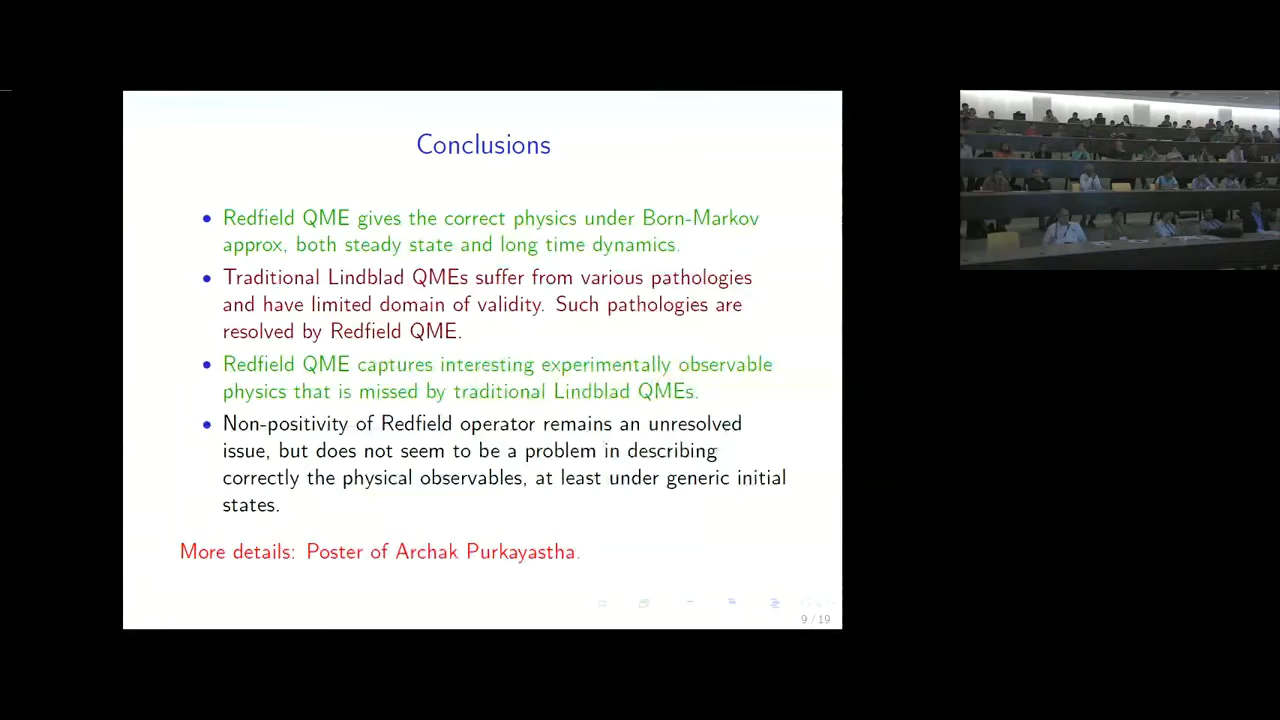 Conclusions
• Redfield QME gives the correct physics under Born-Markov
approx, both steady state and long time dynamics.
• Traditional Lindblad QMEs suffer from various pathologies
and have limited domain of validity. Such pathologies are
resolved by Redfield QME.
• Redfield QME captures interesting experimentally observable
physics that is missed by traditional Lindblad QMEs.
• Non-positivity of Redfield operator remains an unresolved
issue, but does not seem to be a problem in describing
correctly the physical observables, at least under generic initial
states.
More details: Poster of Archak Purkayastha.
9 / 19